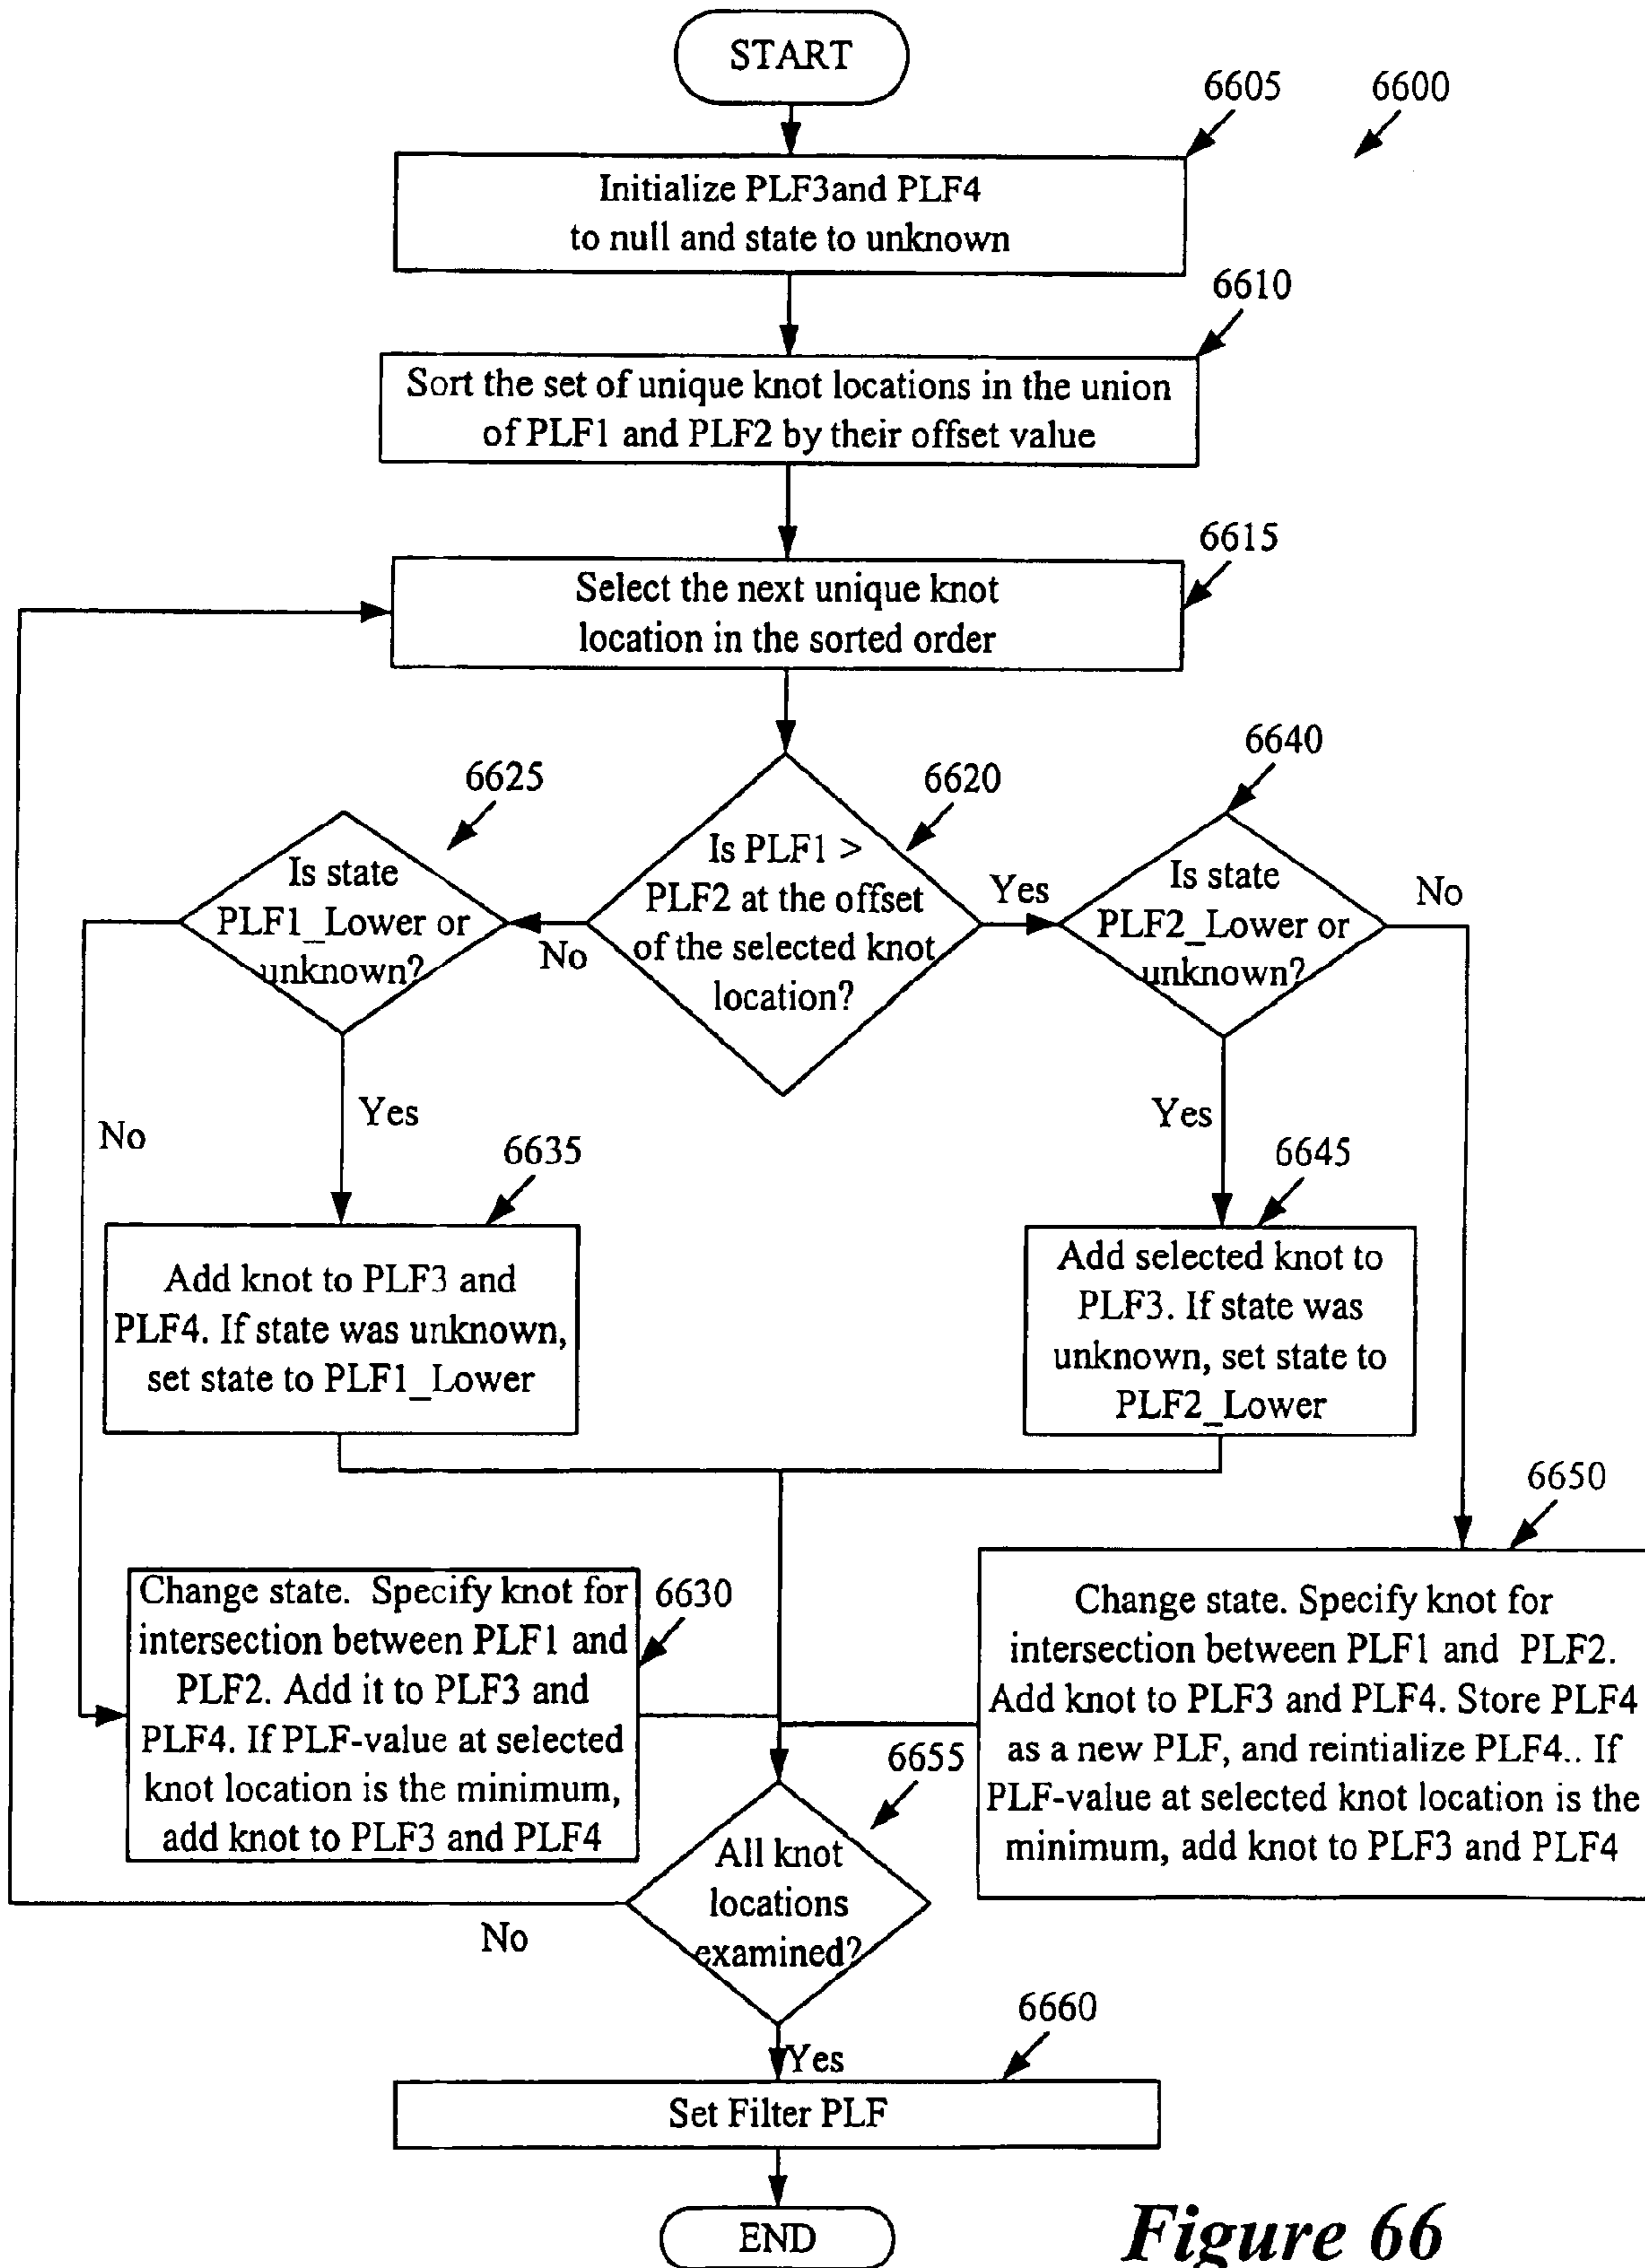 START
6605
6600
Initialize PLF3and PLF4
to null and state to unknown
6610
Sort the set of unique knot locations in the union
of PLF1 and PLF2 by their offset value
6615
Select the next unique knot
location in the sorted order
6625
6620
6640
Is state
PLF1_Lower or
unknown?
Is PLF1 >
PLF2 at the offset
of the selected knot
location?
Is state
PLF2_Lower or
unknown?
No
Yes
No
No
Yes
Yes
6635
6645
Add knot to PLF3 and
PLF4. If state was unknown,
set state to PLF1_Lower
Add selected knot to
PLF3. If state was
unknown, set state to
PLF2_Lower
6650
6630
Change state. Specify knot for
intersection between PLF1 and
PLF2. Add it to PLF3 and
PLF4. If PLF-value at selected
knot location is the minimum,
add knot to PLF3 and PLF4
Change state. Specify knot for
intersection between PLF1 and PLF2.
Add knot to PLF3 and PLF4. Store PLF4
as a new PLF, and reintialize PLF4.. If
PLF-value at selected knot location is the
minimum, add knot to PLF3 and PLF4
6655
All knot
locations
examined?
No
6660
Yes
Set Filter PLF
END
Figure 66